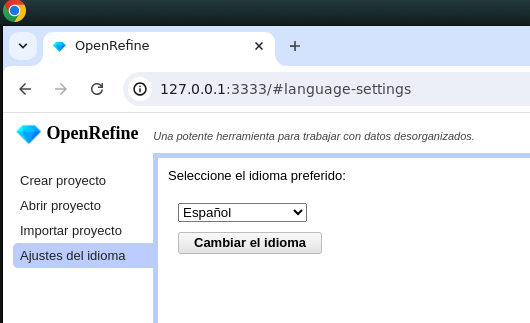 OpenRefine
127.0.0.1:3333/#language-settings
OpenRefine
Una potente herramienta para trabajar con datos desorganizados.
Crear proyecto
Abrir proyecto
Importar proyecto
Ajustes del idioma
Seleccione el idioma preferido:
Español
Cambiar el idioma